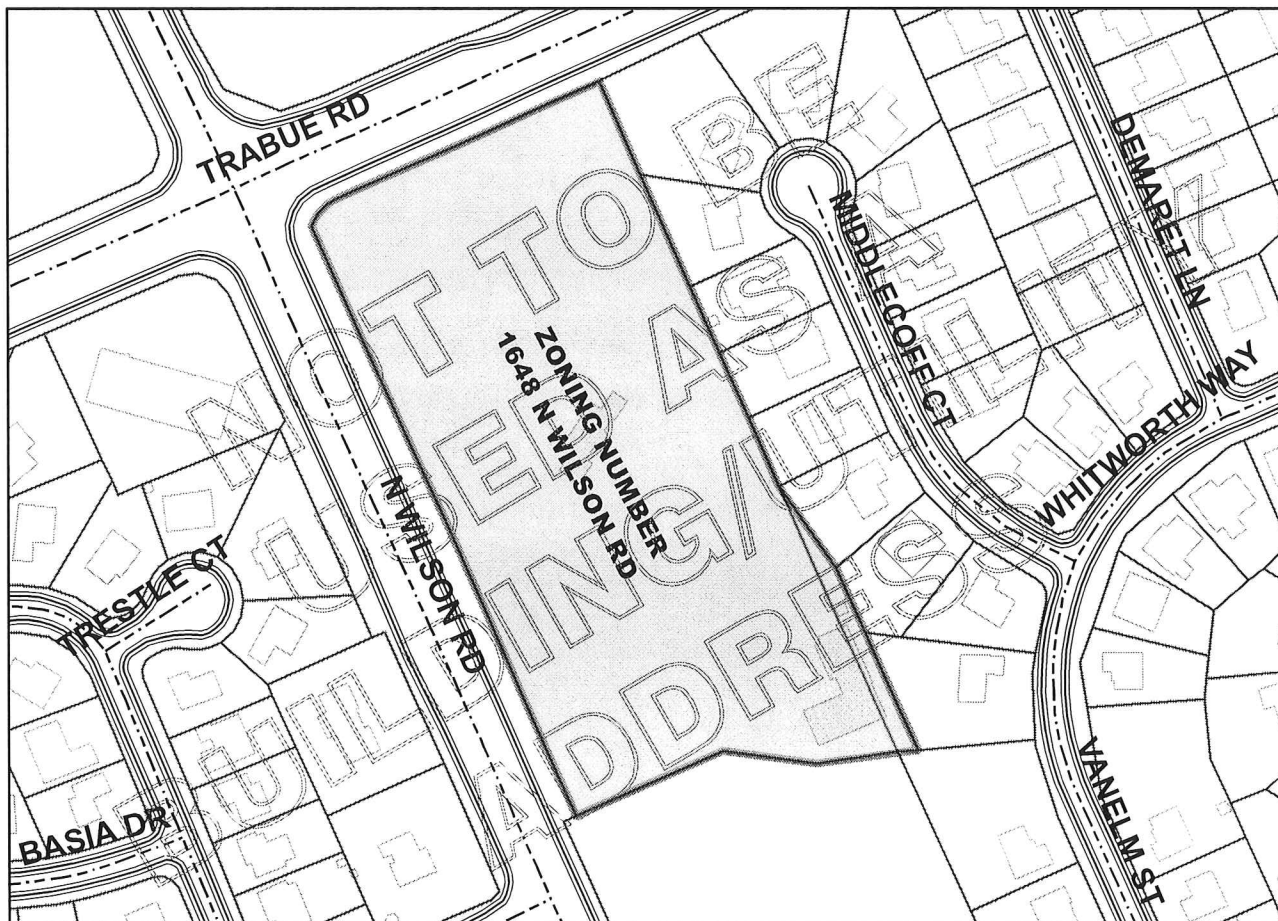 TRABUE RD
DEMARET LN
MIDDLECOFF CT
WHITWORTH WAY
ZONING NUMBER
1648 N WILSON RD
N WILSON RD
TRESTLE CT
BASIA DR
VANELM ST
NOT TO BE
USED AS A
BUILDING/UTILITY
ADDRESS